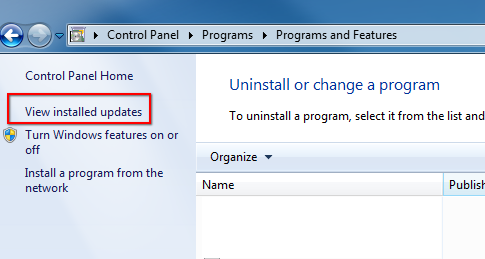 Control Panel ▸ Programs ▸ Programs and Features
Control Panel Home
View installed updates
Turn Windows features on or
off
Install a program from the
network
Uninstall or change a program
To uninstall a program, select it from the list and
Organize
Name
Publis